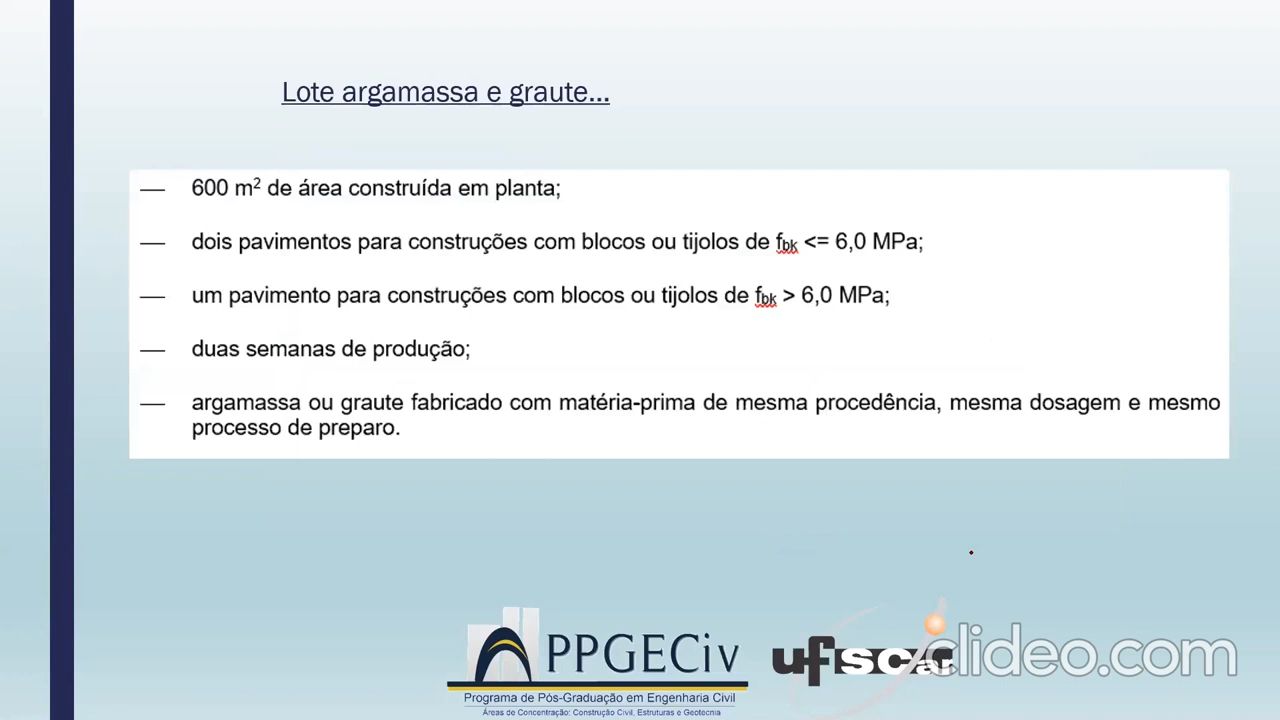 Lote argamassa e graute...
— 600 m² de área construída em planta;
— dois pavimentos para construções com blocos ou tijolos de fbk <= 6,0 MPa;
— um pavimento para construções com blocos ou tijolos de fbk > 6,0 MPa;
— duas semanas de produção;
— argamassa ou graute fabricado com matéria-prima de mesma procedência, mesma dosagem e mesmo
processo de preparo.
PPGECiv
Programa de Pós-Graduação em Engenharia Civil
Áreas de Concentração: Construção Civil, Estruturas e Geotecnia
ufscar
clideo.com